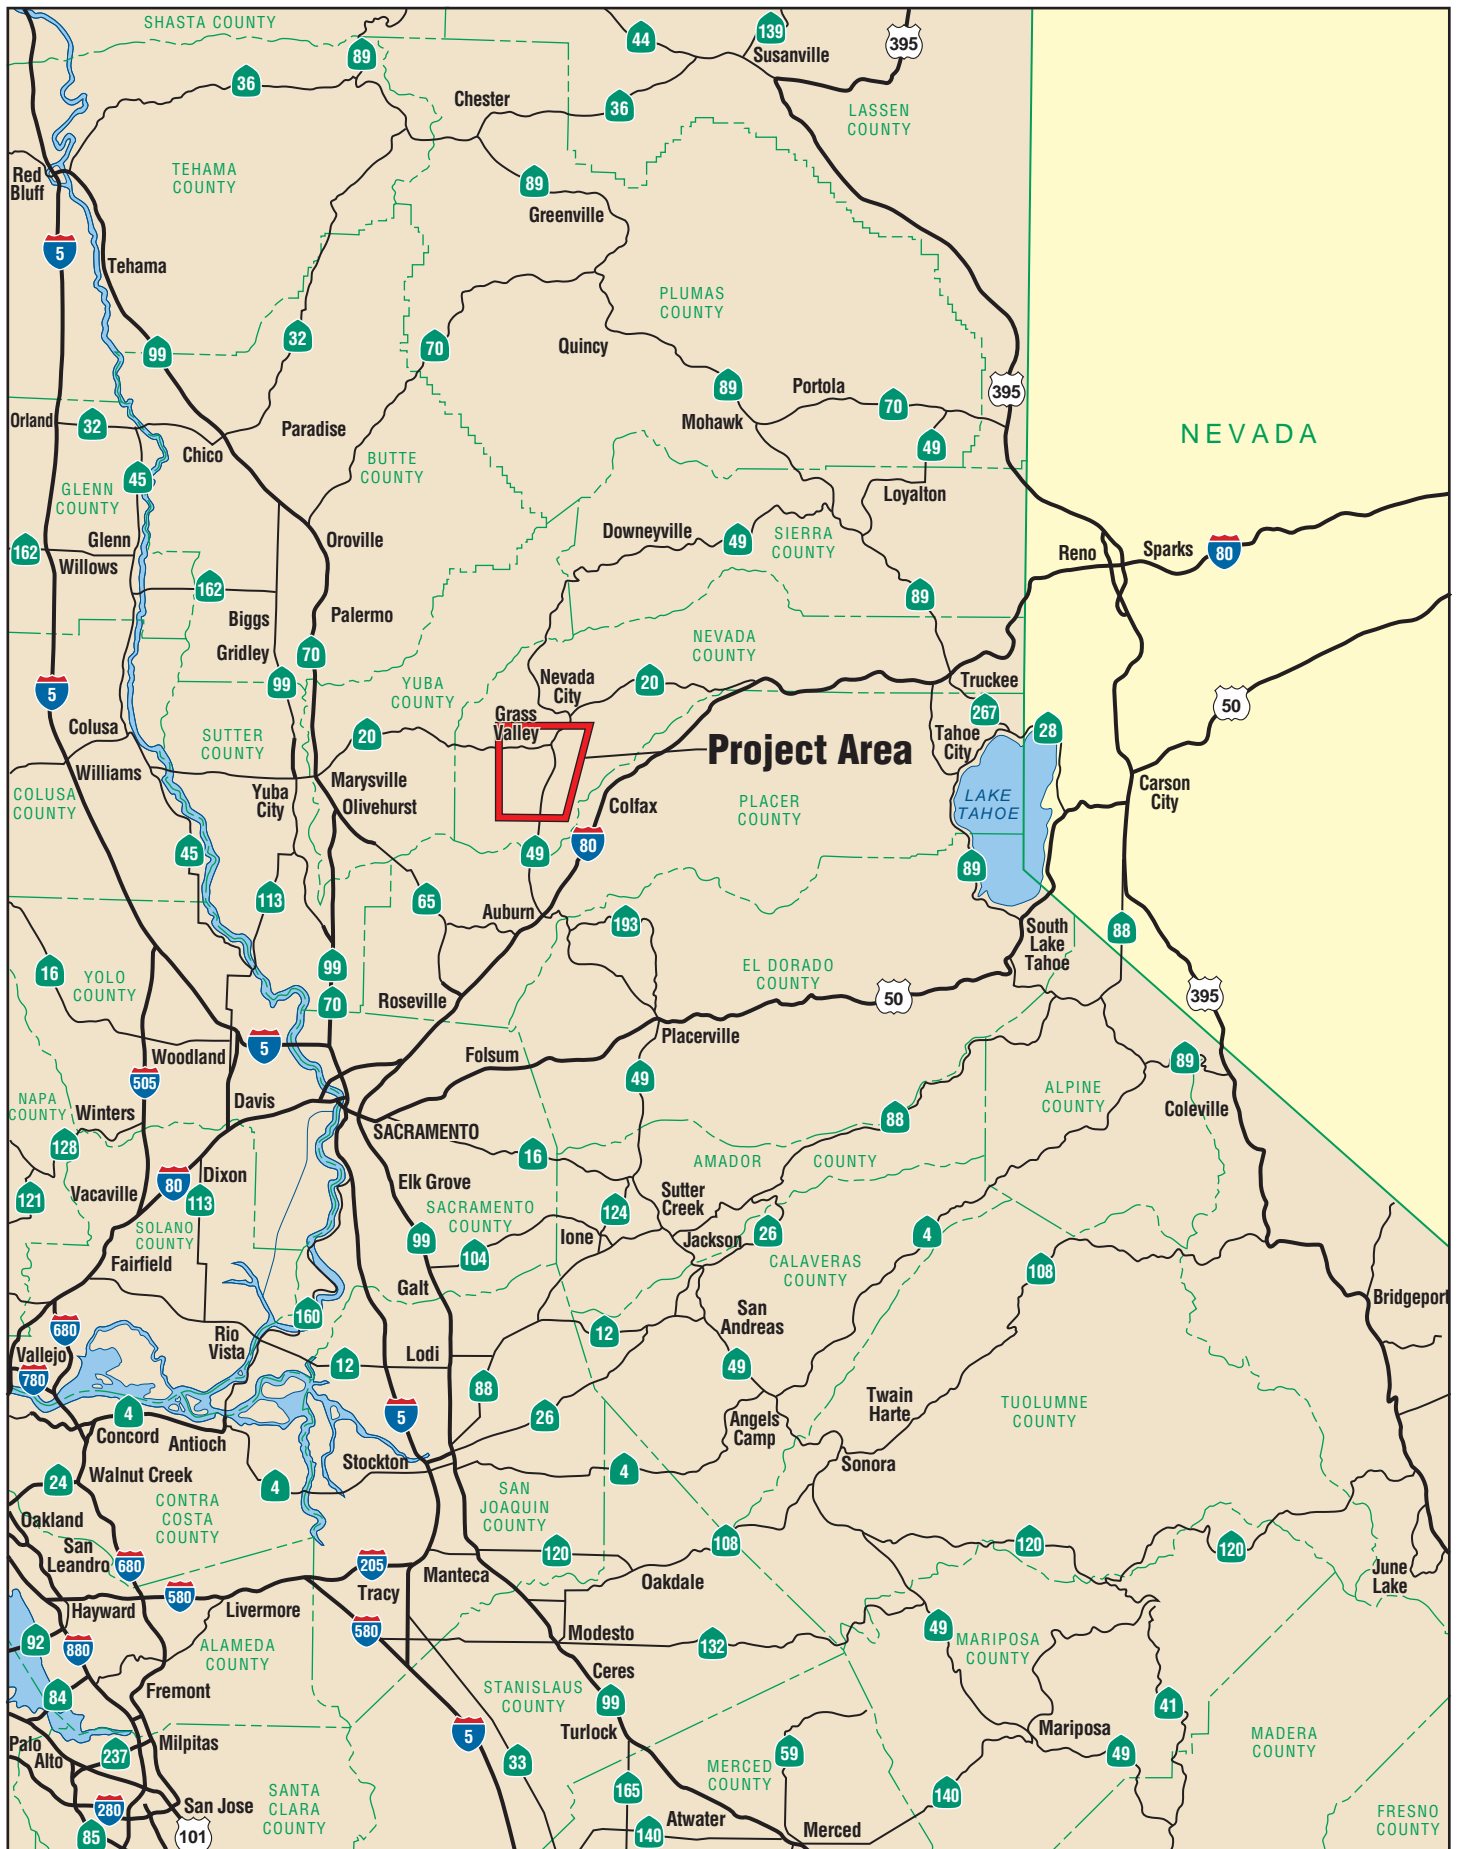 SHASTA COUNTY
44
139
Susanville
395
89
36
Chester
36
LASSEN
COUNTY
TEHAMA
COUNTY
Red
Bluff
89
Greenville
5
Tehama
PLUMAS
COUNTY
32
99
70
Quincy
89
Portola
70
395
Mohawk
49
NEVADA
Orland
32
Paradise
Chico
BUTTE
COUNTY
45
GLENN
COUNTY
Loyalton
Glenn
162
Willows
Oroville
Downeyville
49
SIERRA
COUNTY
Reno
Sparks
80
162
Biggs
Palermo
89
Gridley
70
NEVADA
COUNTY
99
5
YUBA
COUNTY
Nevada
City
20
Truckee
267
50
Colusa
SUTTER
COUNTY
20
Grass
Valley
Project Area
Tahoe
City
28
Williams
Marysville
Olivehurst
Yuba
City
COLUSA
COUNTY
Colfax
PLACER
COUNTY
LAKE
TAHOE
Carson
City
45
49
80
89
113
65
Auburn
193
South
Lake
Tahoe
88
16
YOLO
COUNTY
99
70
Roseville
EL DORADO
COUNTY
50
395
Woodland
5
Folsum
Placerville
505
49
89
NAPA
COUNTY
Winters
Davis
ALPINE
COUNTY
Coleville
88
128
SACRAMENTO
16
AMADOR
COUNTY
121
Vacaville
80
Dixon
113
Elk Grove
SACRAMENTO
COUNTY
124
Sutter
Creek
SOLANO
COUNTY
99
104
Ione
Jackson
26
4
CALAVERAS
COUNTY
108
Fairfield
Galt
160
San
Andreas
Bridgeport
680
Rio
Vista
12
12
Lodi
Vallejo
780
49
88
4
5
26
Twain
Harte
TUOLUMNE
COUNTY
Concord
Antioch
Angels
Camp
Stockton
Sonora
24
Walnut Creek
4
4
CONTRA
COSTA
COUNTY
SAN
JOAQUIN
COUNTY
Oakland
San
Leandro
680
205
120
108
120
120
Manteca
Oakdale
June
Lake
580
Tracy
Hayward
Livermore
580
Modesto
132
49
92
880
ALAMEDA
COUNTY
MARIPOSA
COUNTY
Ceres
STANISLAUS
COUNTY
99
84
Fremont
41
Turlock
5
Mariposa
MADERA
COUNTY
Palo
Alto
237
Milpitas
33
59
49
MERCED
COUNTY
165
140
280
San Jose
SANTA
CLARA
COUNTY
85
101
140
Atwater
Merced
FRESNO
COUNTY